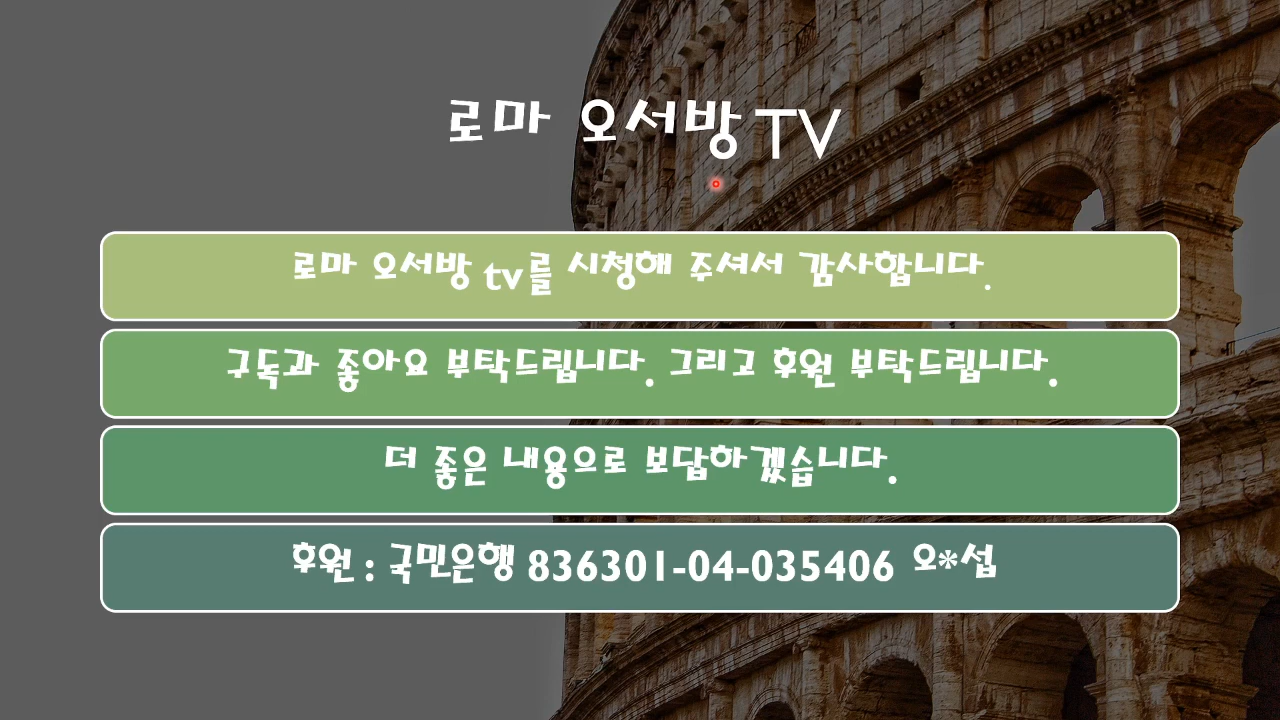 로마 오서방 TV
로마 오서방 tv를 시청해 주셔서 감사합니다.
구독과 좋아요 부탁드립니다. 그리고 후원 부탁드립니다.
더 좋은 내용으로 보답하겠습니다.
후원 : 국민은행 836301-04-035406 오*섭